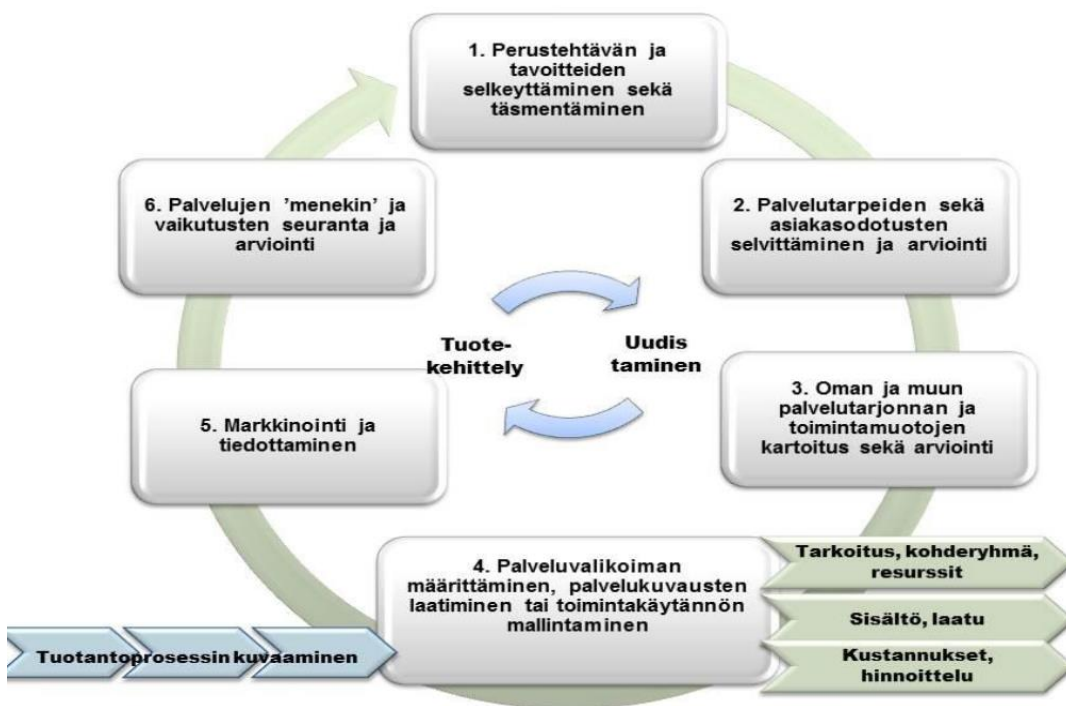 1. Perustehtävän ja
tavoitteiden
selkeyttäminen sekä
täsmentäminen
2. Palvelutarpeiden sekä
asiakasodotusten
selvittäminen ja arviointi
3. Oman ja muun
palvelutarjonnan ja
toimintamuotojen
kartoitus sekä arviointi
4. Palveluvalikoiman
määrittäminen, palvelukuvausten
laatiminen tai toimintakäytännön
mallintaminen
Tarkoitus, kohderyhmä,
resurssit
Sisältö, laatu
Kustannukset,
hinnoittelu
Tuotantoprosessin kuvaaminen
5. Markkinointi ja
tiedottaminen
6. Palvelujen 'menekin' ja
vaikutusten seuranta ja
arviointi
Tuote-
kehittely
Uudis
taminen